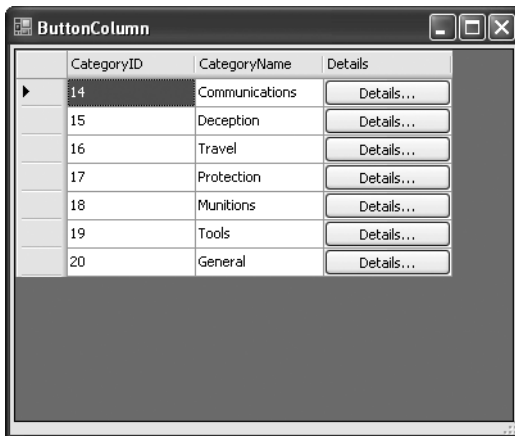 ButtonColumn
CategoryID CategoryName Details
14 Communications Details...
15 Deception Details...
16 Travel Details...
17 Protection Details...
18 Munitions Details...
19 Tools Details...
20 General Details...